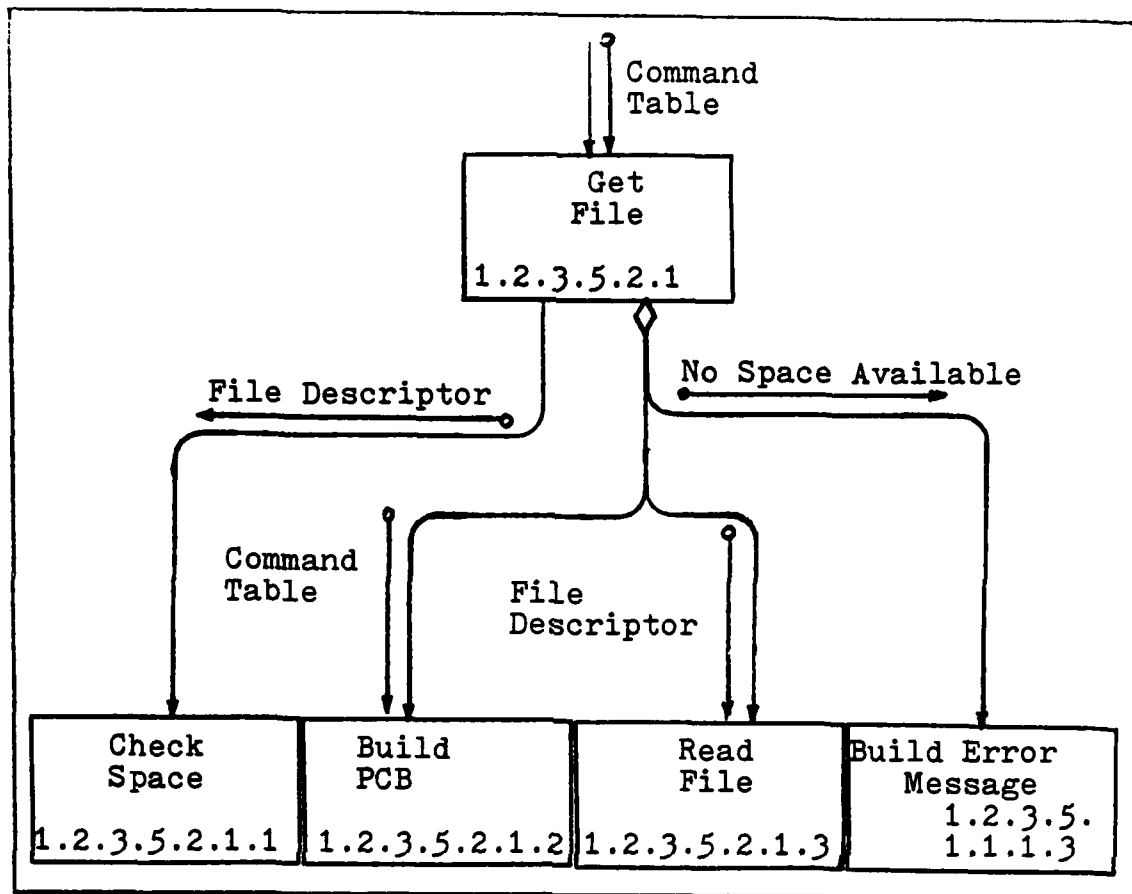 Command
Table
Get
File
1.2.3.5.2.1
File Descriptor
No Space Available
Command
Table
File
Descriptor
Check
Space
1.2.3.5.2.1.1
Build
PCB
1.2.3.5.2.1.2
Read
File
1.2.3.5.2.1.3
Build Error
Message
1.2.3.5.
1.1.1.3